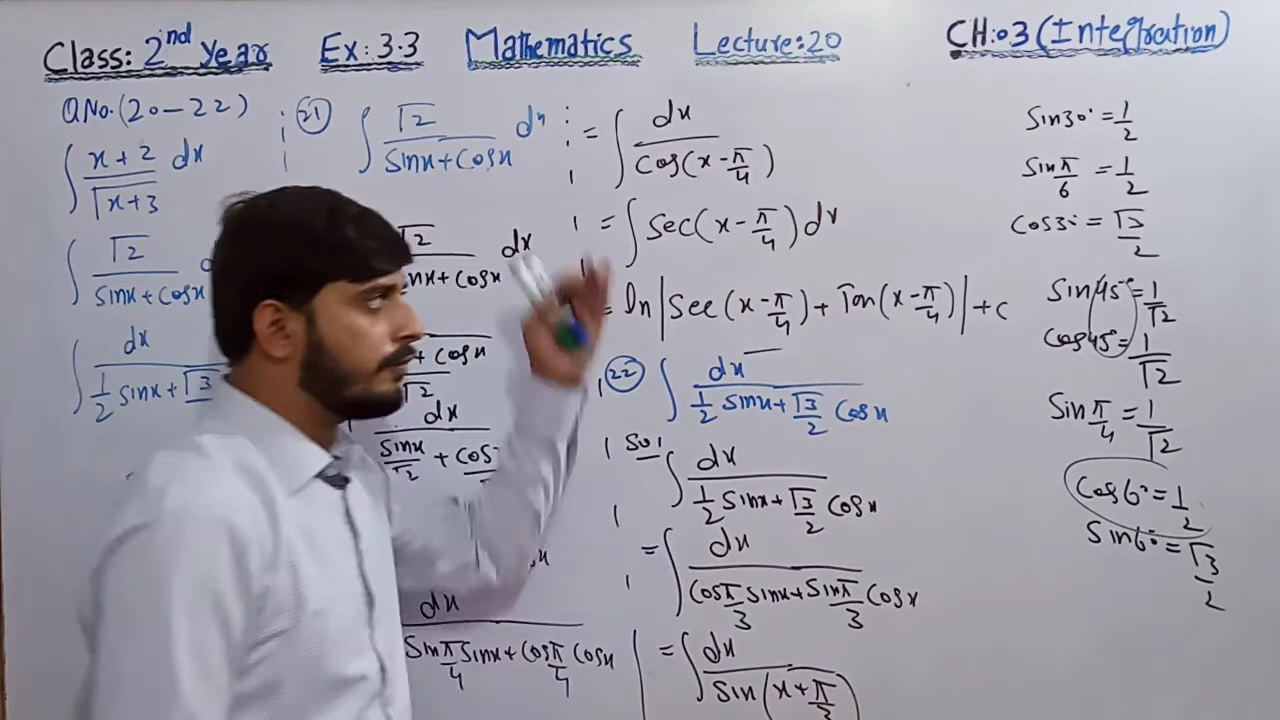 Class: 2nd Year Ex: 3.3 Mathematics Lecture: 20 CH:03 (Integration)
Q No. (20-22)
∫ x+2 / √x+3 dx
∫ √2 / Sinx+Cosx
∫ dx / 1/2 Sinx + √3
(21) ∫ √2 / Sinx+Cosx dx
√2 / nx+Cosx dx
+ Cosx / √2
dx / Sinx/√2 + Cos
dx / Sin π/4 Sinx + Cos π/4 Cosx
= ∫ dx / Cos(x-π/4)
= ∫ Sec(x-π/4) dx
= ln |Sec(x-π/4) + Tan(x-π/4)| + C
(22) ∫ dx / 1/2 Sinx + √3/2 Cosx
Sol
∫ dx / 1/2 Sinx + √3/2 Cosx
= ∫ dx / Cos π/3 Sinx + Sin π/3 Cosx
= ∫ dx / Sin(x+π/3)
Sin30° = 1/2
Sin π/6 = 1/2
Cos30° = √3/2
Sin45° = 1/√2
Cos45° = 1/√2
Sin π/4 = 1/√2
Cos60° = 1/2
Sin60° = √3/2